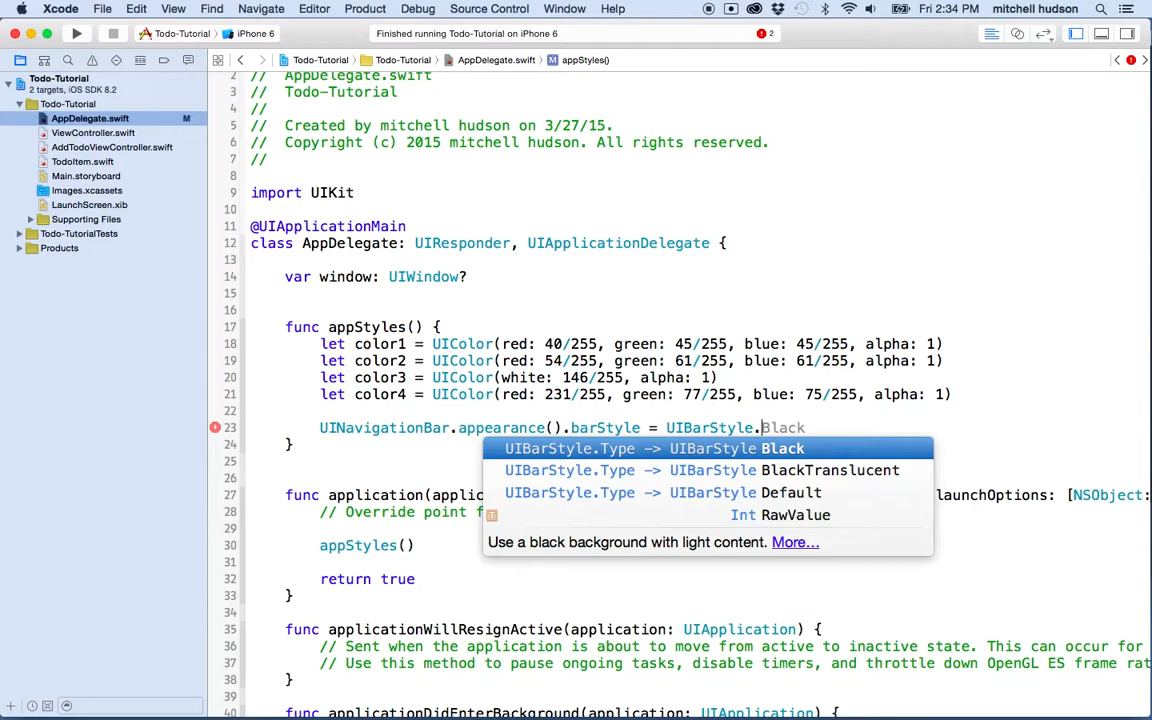 Xcode File Edit View Find Navigate Editor Product Debug Source Control Window Help Fri 2:34 PM mitchell hudson
Todo-Tutorial iPhone 6 Finished running Todo-Tutorial on iPhone 6 2
Todo-Tutorial Todo-Tutorial AppDelegate.swift M appStyles()
Todo-Tutorial
2 targets, iOS SDK 8.2
Todo-Tutorial
AppDelegate.swift M
ViewController.swift
AddTodoViewController.swift
TodoItem.swift
Main.storyboard
Images.xcassets
LaunchScreen.xib
Supporting Files
Todo-TutorialTests
Products
2 // AppDelegate.swift
3 // Todo-Tutorial
4 //
5 // Created by mitchell hudson on 3/27/15.
6 // Copyright (c) 2015 mitchell hudson. All rights reserved.
7 //
8
9 import UIKit
10
11 @UIApplicationMain
12 class AppDelegate: UIResponder, UIApplicationDelegate {
13
14 var window: UIWindow?
15
16
17 func appStyles() {
18 let color1 = UIColor(red: 40/255, green: 45/255, blue: 45/255, alpha: 1)
19 let color2 = UIColor(red: 54/255, green: 61/255, blue: 61/255, alpha: 1)
20 let color3 = UIColor(white: 146/255, alpha: 1)
21 let color4 = UIColor(red: 231/255, green: 77/255, blue: 75/255, alpha: 1)
22
23 UINavigationBar.appearance().barStyle = UIBarStyle.Black
24 }
UIBarStyle.Type -> UIBarStyle Black
UIBarStyle.Type -> UIBarStyle BlackTranslucent
UIBarStyle.Type -> UIBarStyle Default
T Int RawValue
Use a black background with light content. More...
25
26
27 func application(applic launchOptions: [NSObject:
28 // Override point f
29
30 appStyles()
31
32 return true
33 }
34
35 func applicationWillResignActive(application: UIApplication) {
36 // Sent when the application is about to move from active to inactive state. This can occur for
37 // Use this method to pause ongoing tasks, disable timers, and throttle down OpenGL ES frame rat
38 }
39
40 func applicationDidEnterBackground(application: UIApplication) {